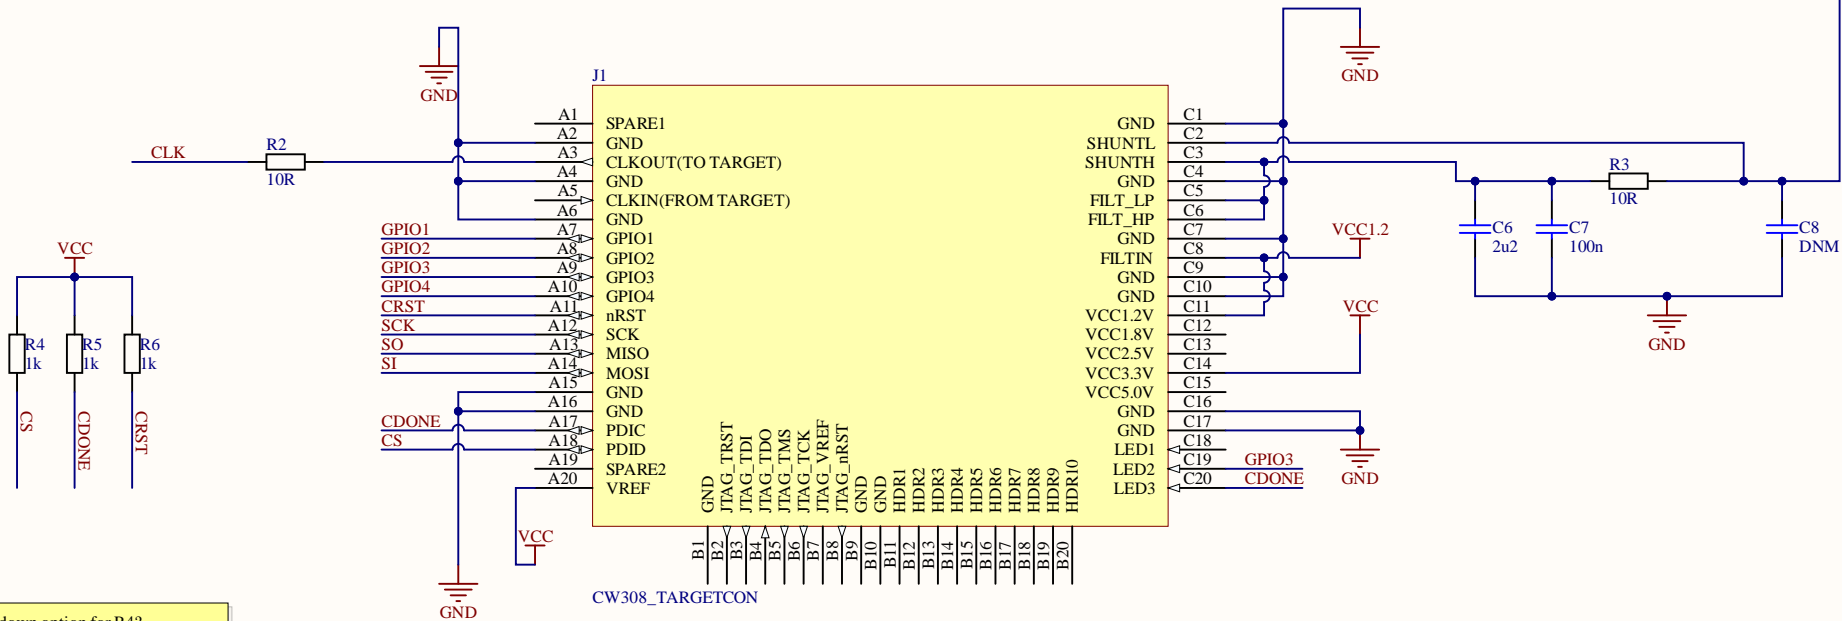 GND
J1
GND
A1 SPARE1
A2 GND
CLK
R2
10R
A3 CLKOUT(TO TARGET)
A4 GND
A5 CLKIN(FROM TARGET)
A6 GND
GPIO1 A7 GPIO1
GPIO2 A8 GPIO2
GPIO3 A9 GPIO3
GPIO4 A10 GPIO4
CRST A11 nRST
SCK A12 SCK
SO A13 MISO
SI A14 MOSI
A15 GND
A16 GND
CDONE A17 PDIC
CS A18 PDID
A19 SPARE2
A20 VREF
VCC
GND
VCC
R4
1k
R5
1k
R6
1k
CS
CDONE
CRST
GND C1
SHUNTL C2
SHUNTH C3
GND C4
FILT_LP C5
FILT_HP C6
GND C7
FILTIN C8
GND C9
GND C10
VCC1.2V C11
VCC1.8V C12
VCC2.5V C13
VCC3.3V C14
VCC5.0V C15
GND C16
GND C17
LED1 C18
LED2 C19 GPIO3
LED3 C20 CDONE
VCC1.2
VCC
GND
R3
10R
C6
2u2
C7
100n
C8
DNM
GND
GND
JTAG_TRST
JTAG_TDI
JTAG_TDO
JTAG_TMS
JTAG_TCK
JTAG_VREF
JTAG_nRST
GND
GND
HDR1
HDR2
HDR3
HDR4
HDR5
HDR6
HDR7
HDR8
HDR9
HDR10
B1
B2
B3
B4
B5
B6
B7
B8
B9
B10
B11
B12
B13
B14
B15
B16
B17
B18
B19
B20
CW308_TARGETCON